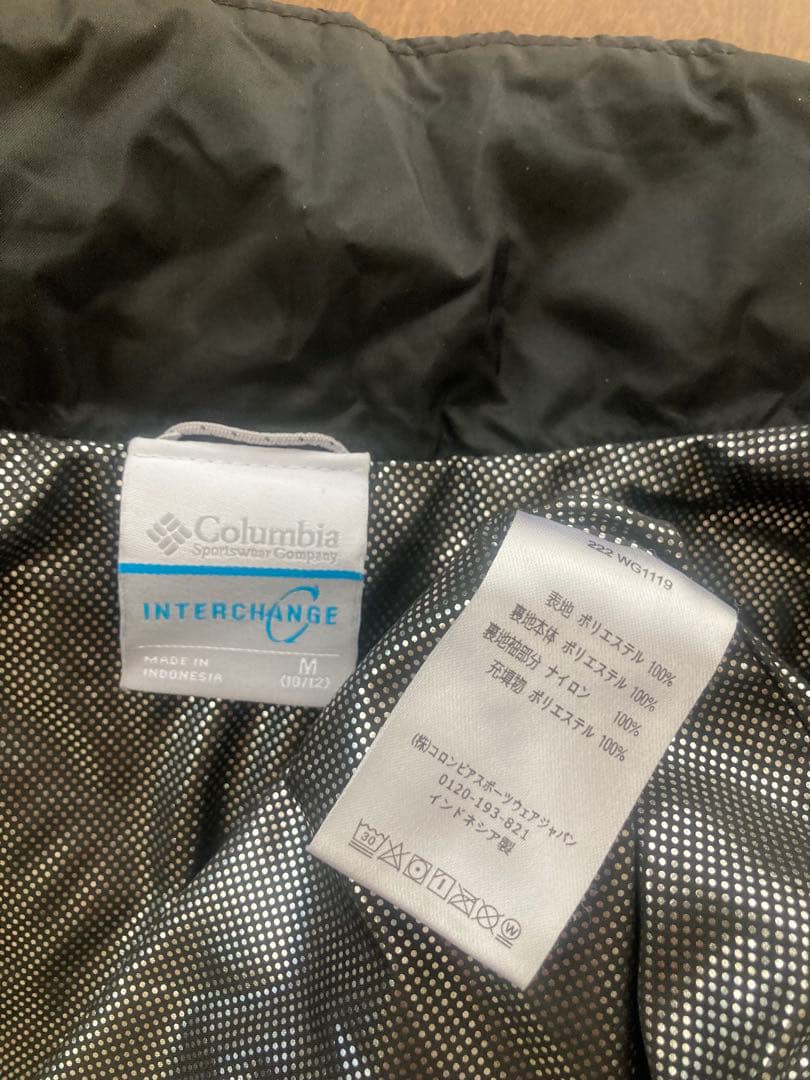 Columbia
Sportswear Company
INTERCHANGE
MADE IN
INDONESIA
M
(10/12)
222 WG1119
表地 ポリエステル 100%
裏地本体 ポリエステル 100%
裏地袖部分 ナイロン 100%
充填物 ポリエステル 100%
(株)コロンビアスポーツウェアジャパン
0120-193-821
インドネシア製
30
W